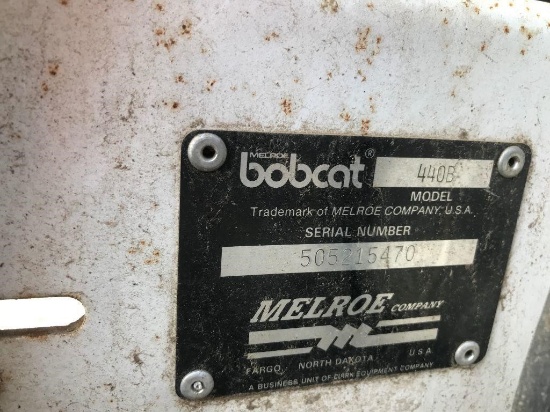 MELROE
bobcat® 440B
MODEL
Trademark of MELROE COMPANY, U.S.A.
SERIAL NUMBER
505215470
MELROE COMPANY
FARGO NORTH DAKOTA U.S.A.
A BUSINESS UNIT OF CLARK EQUIPMENT COMPANY